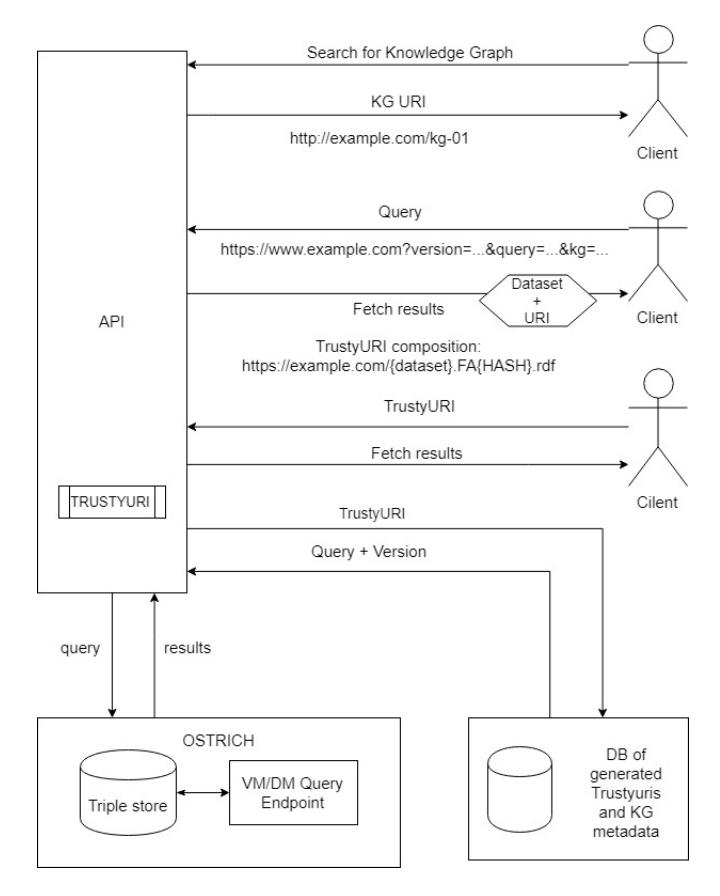 Search for Knowledge Graph
KG URI
http://example.com/kg-01
Client
Query
https://www.example.com?version=...&query=...&kg=...
Dataset
+
URI
Fetch results
Client
API
TrustyURI composition:
https://example.com/{dataset}.FA{HASH}.rdf
TrustyURI
Fetch results
Cilent
TRUSTYURI
TrustyURI
Query + Version
query
results
OSTRICH
Triple store
VM/DM Query
Endpoint
DB of
generated
Trustyuris
and KG
metadata